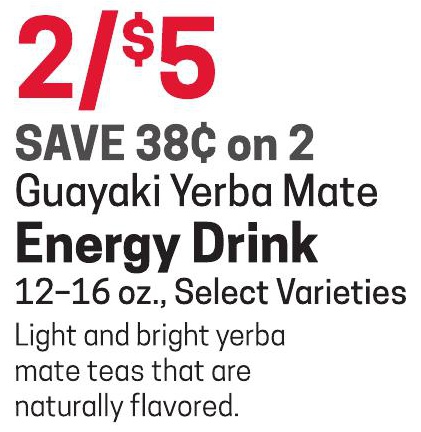 2/$5
SAVE 38¢ on 2
Guayaki Yerba Mate
Energy Drink
12–16 oz., Select Varieties
Light and bright yerba
mate teas that are
naturally flavored.